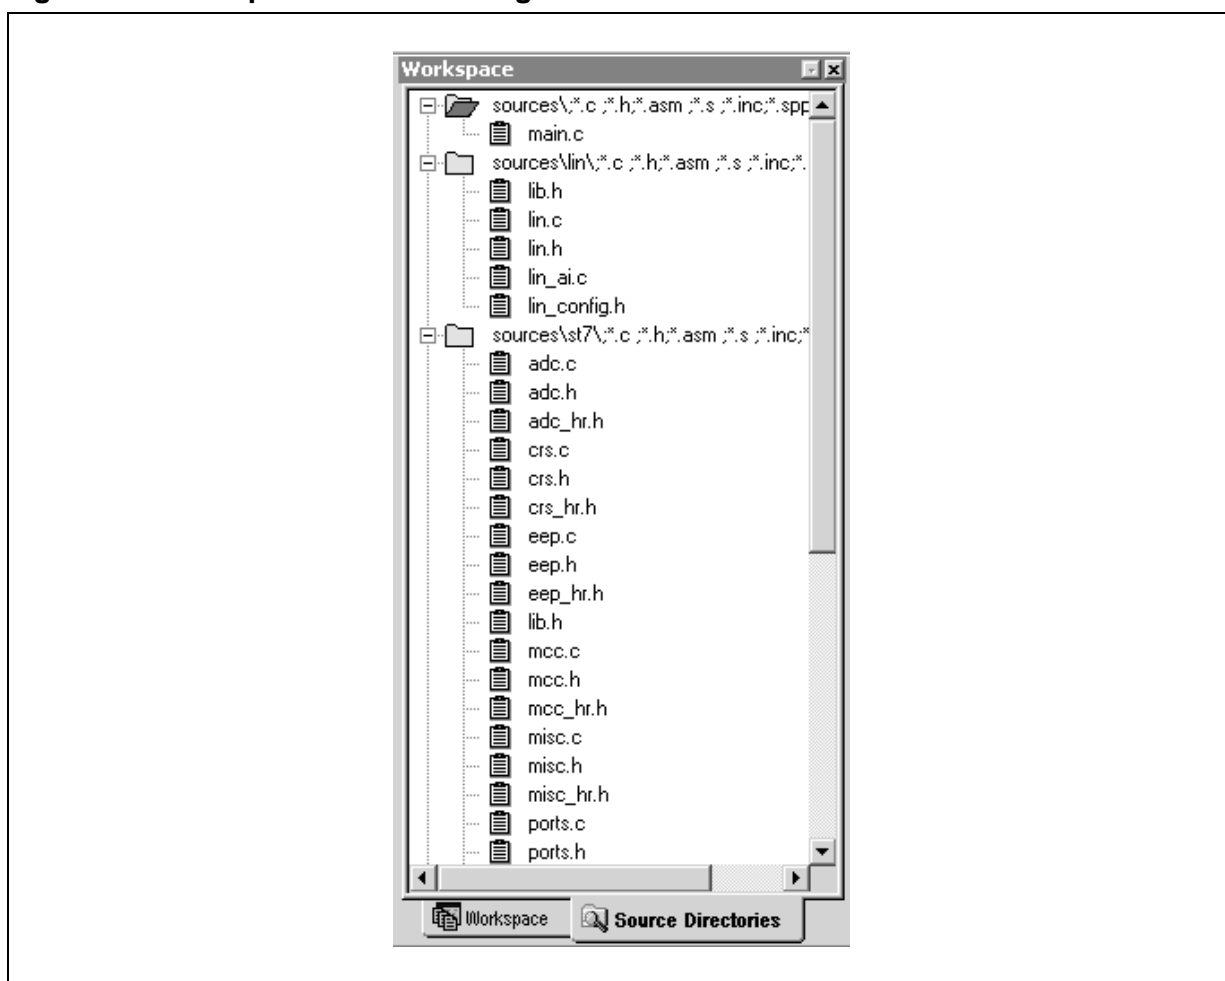 Workspace
sources\;*.c ;*.h;*.asm ;*.s ;*.inc;*.spp
main.c
sources\lin\;*.c ;*.h;*.asm ;*.s ;*.inc;*.
lib.h
lin.c
lin.h
lin_ai.c
lin_config.h
sources\st7\;*.c ;*.h;*.asm ;*.s ;*.inc;*
adc.c
adc.h
adc_hr.h
crs.c
crs.h
crs_hr.h
eep.c
eep.h
eep_hr.h
lib.h
mcc.c
mcc.h
mcc_hr.h
misc.c
misc.h
misc_hr.h
ports.c
ports.h
Workspace Source Directories